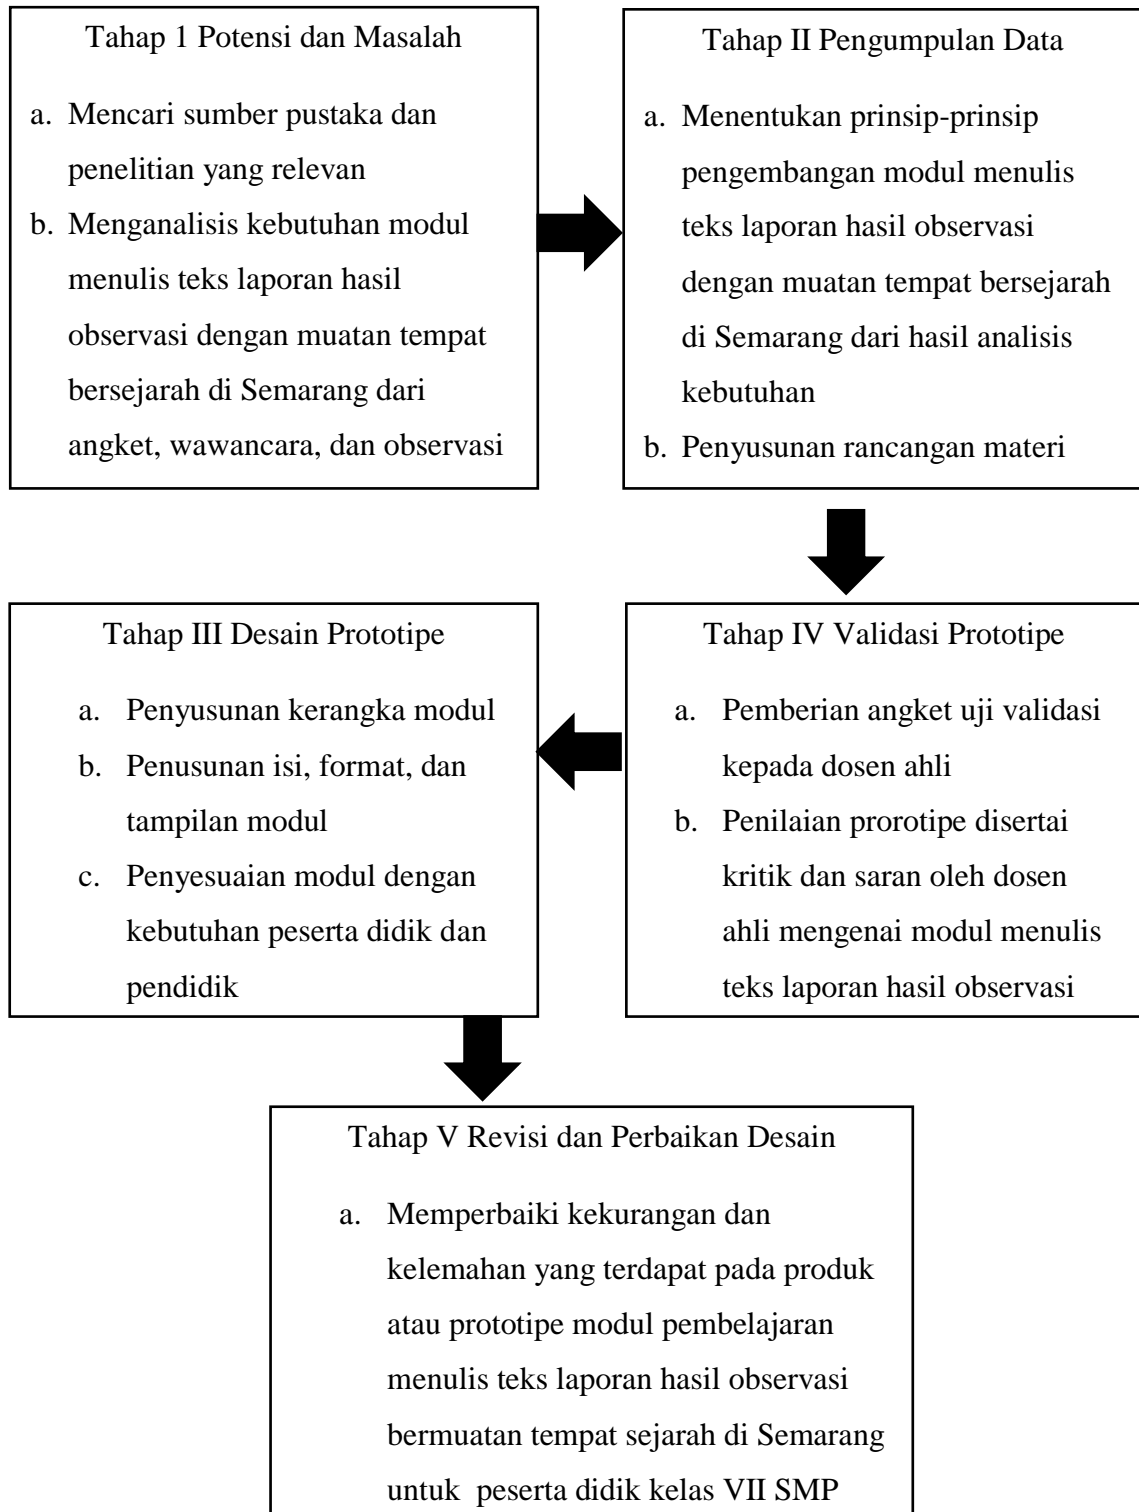 Tahap 1 Potensi dan Masalah
a. Mencari sumber pustaka dan
penelitian yang relevan
b. Menganalisis kebutuhan modul
menulis teks laporan hasil
observasi dengan muatan tempat
bersejarah di Semarang dari
angket, wawancara, dan observasi
Tahap II Pengumpulan Data
a. Menentukan prinsip-prinsip
pengembangan modul menulis
teks laporan hasil observasi
dengan muatan tempat bersejarah
di Semarang dari hasil analisis
kebutuhan
b. Penyusunan rancangan materi
Tahap III Desain Prototipe
a. Penyusunan kerangka modul
b. Penusunan isi, format, dan
tampilan modul
c. Penyesuaian modul dengan
kebutuhan peserta didik dan
pendidik
Tahap IV Validasi Prototipe
a. Pemberian angket uji validasi
kepada dosen ahli
b. Penilaian prorotipe disertai
kritik dan saran oleh dosen
ahli mengenai modul menulis
teks laporan hasil observasi
Tahap V Revisi dan Perbaikan Desain
a. Memperbaiki kekurangan dan
kelemahan yang terdapat pada produk
atau prototipe modul pembelajaran
menulis teks laporan hasil observasi
bermuatan tempat sejarah di Semarang
untuk peserta didik kelas VII SMP